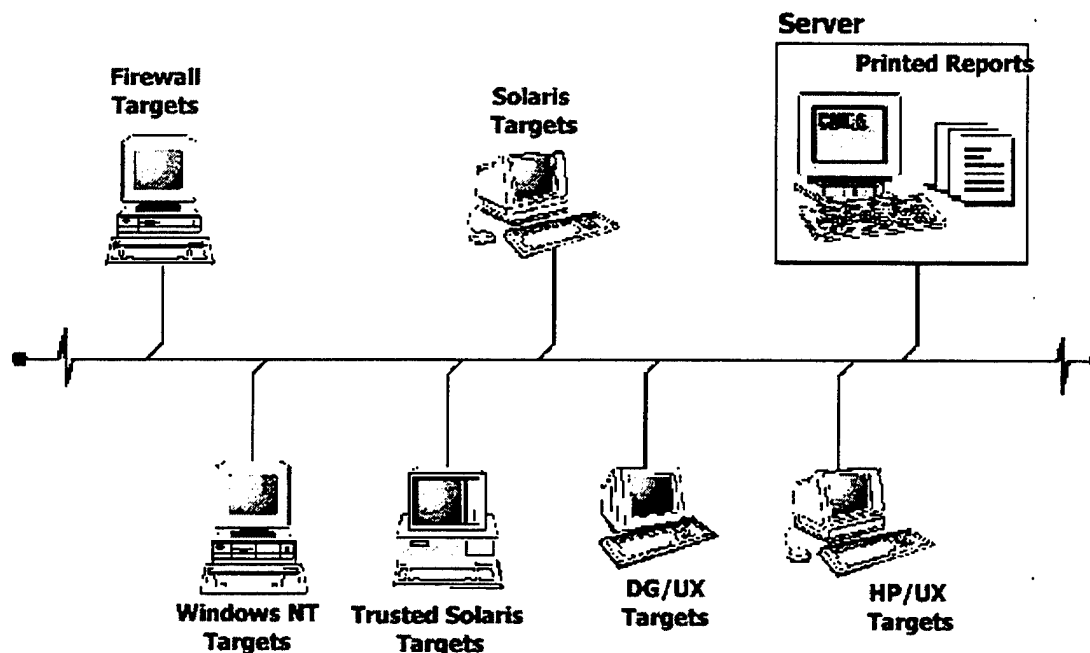 Server
Printed Reports
Firewall
Targets
Solaris
Targets
Windows NT
Targets
Trusted Solaris
Targets
DG/UX
Targets
HP/UX
Targets